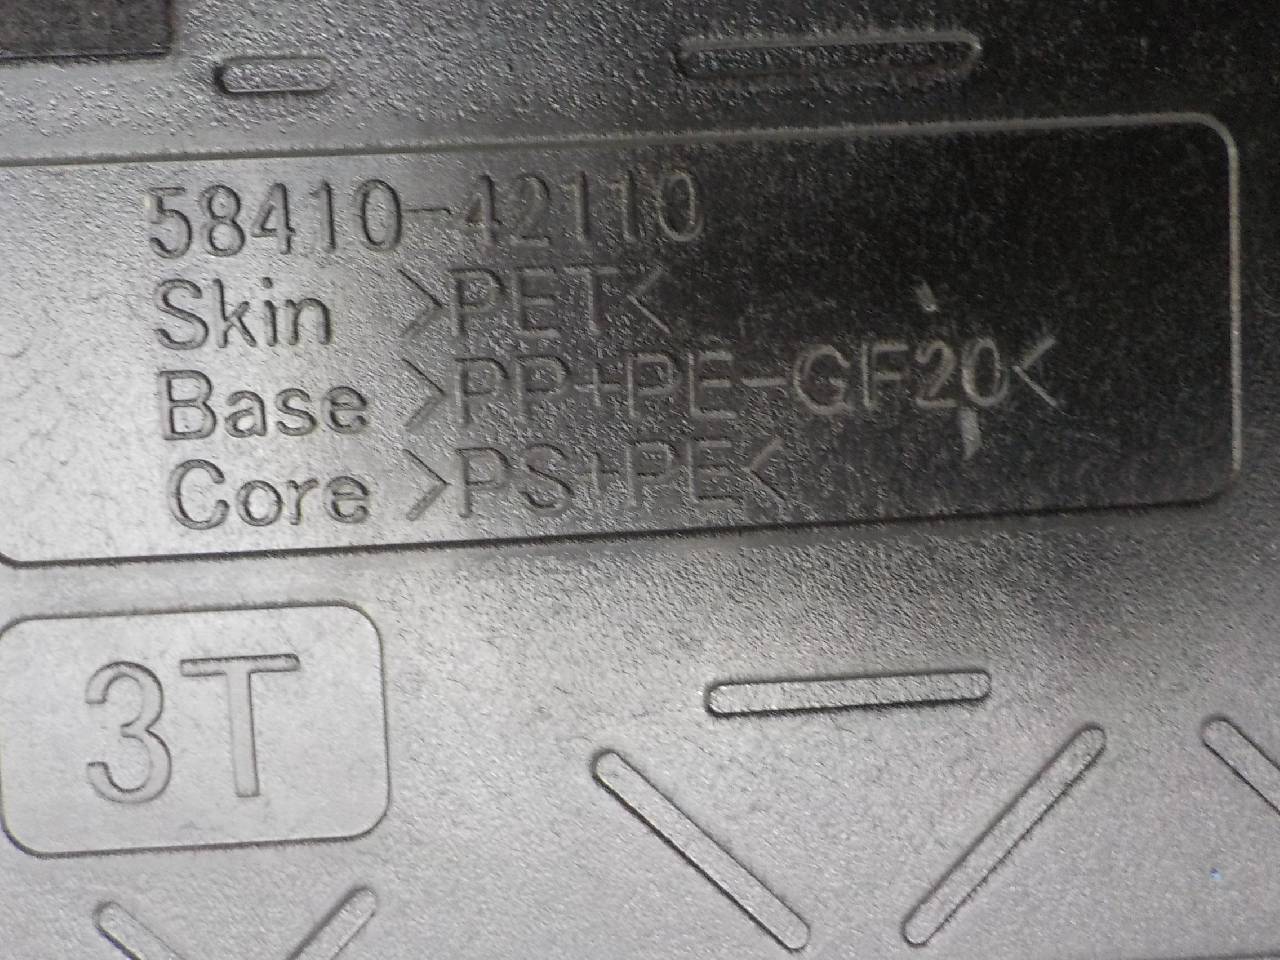 58410-42110
Skin >PET<
Base >PP+PE-GF20<
Core >PS+PE<
3T